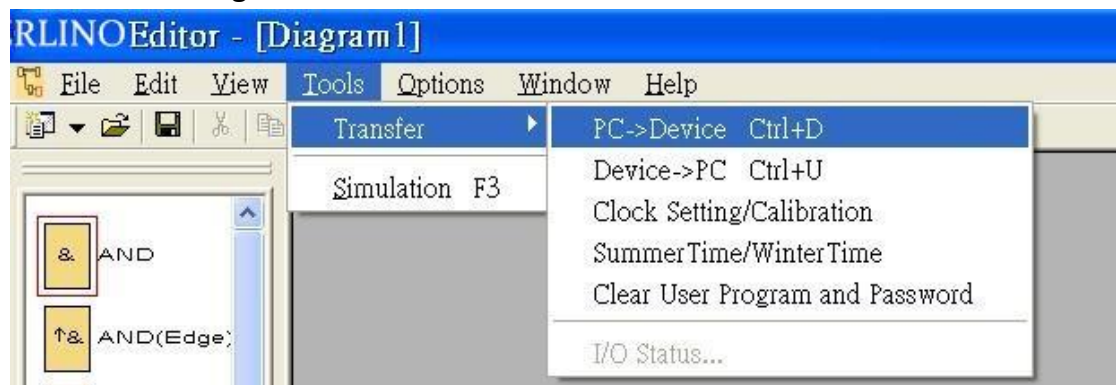 RLINOEditor - [Diagram1]
File Edit View Tools Options Window Help
Transfer
PC->Device Ctrl+D
Simulation F3
Device->PC Ctrl+U
Clock Setting/Calibration
SummerTime/WinterTime
Clear User Program and Password
I/O Status...
& AND
↑& AND(Edge)